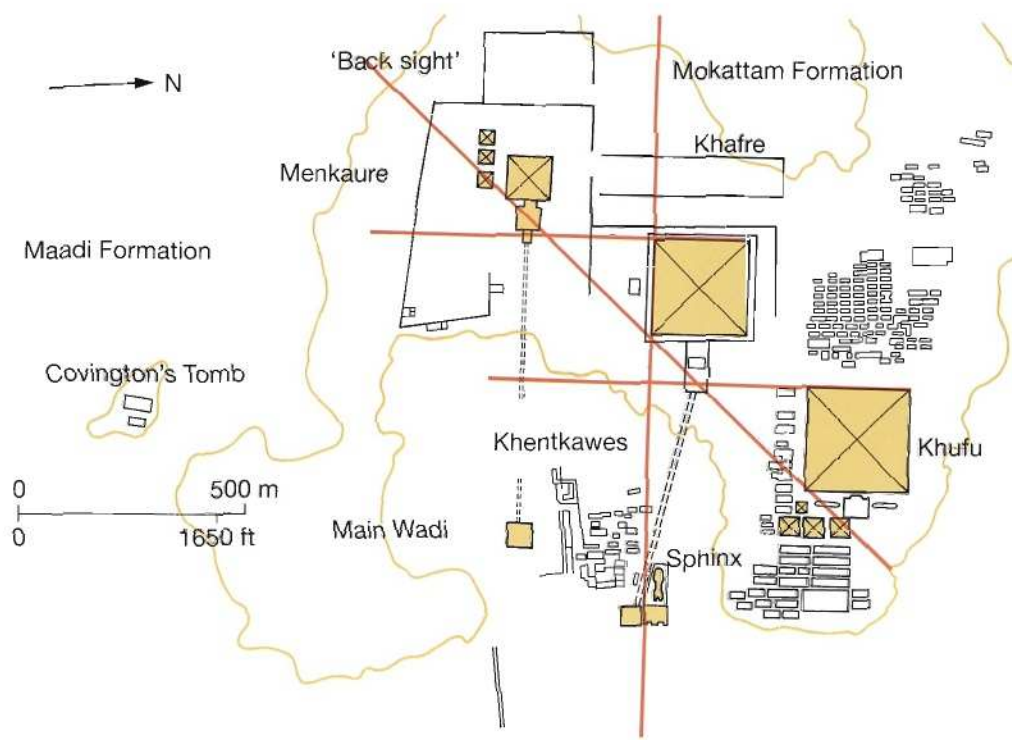 'Back sight'
Mokattam Formation
N
Khafre
Menkaure
Maadi Formation
Covington's Tomb
Khentkawes
Khufu
0 500 m
0 1650 ft
Main Wadi
Sphinx